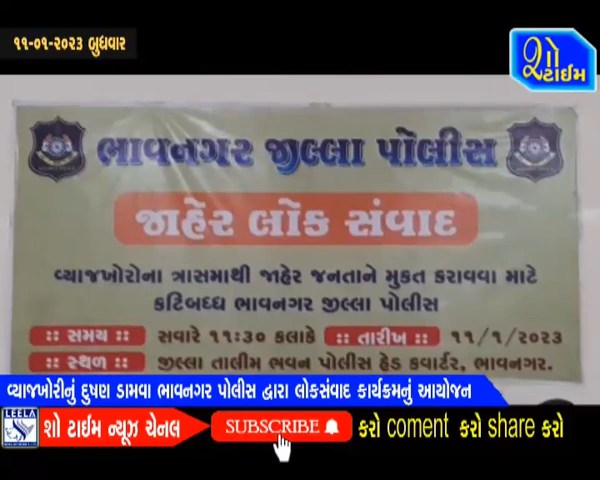 ૧૧-૦૧-૨૦૨૩ બુધવાર
શો
ટાઈમ
ભાવનગર જીલ્લા પોલીસ
જાહેર લોક સંવાદ
વ્યાજખોરોના ત્રાસમાથી જાહેર જનતાને મુકત કરાવવા માટે
કટિબધ્ધ ભાવનગર જીલ્લા પોલીસ
:: સમય :: સવારે ૧૧:૩૦ કલાકે :: તારીખ :: ૧૧/૧/૨૦૨૩
:: સ્થળ :: જીલ્લા તાલીમ ભવન પોલીસ હેડ કવાર્ટર, ભાવનગર.
વ્યાજખોરીનું દુષણ ડામવા ભાવનગર પોલીસ દ્વારા લોકસંવાદ કાર્યક્રમનું આયોજન
LEELA
શો ટાઈમ ન્યૂઝ ચેનલ SUBSCRIBE કરો coment કરો share કરો